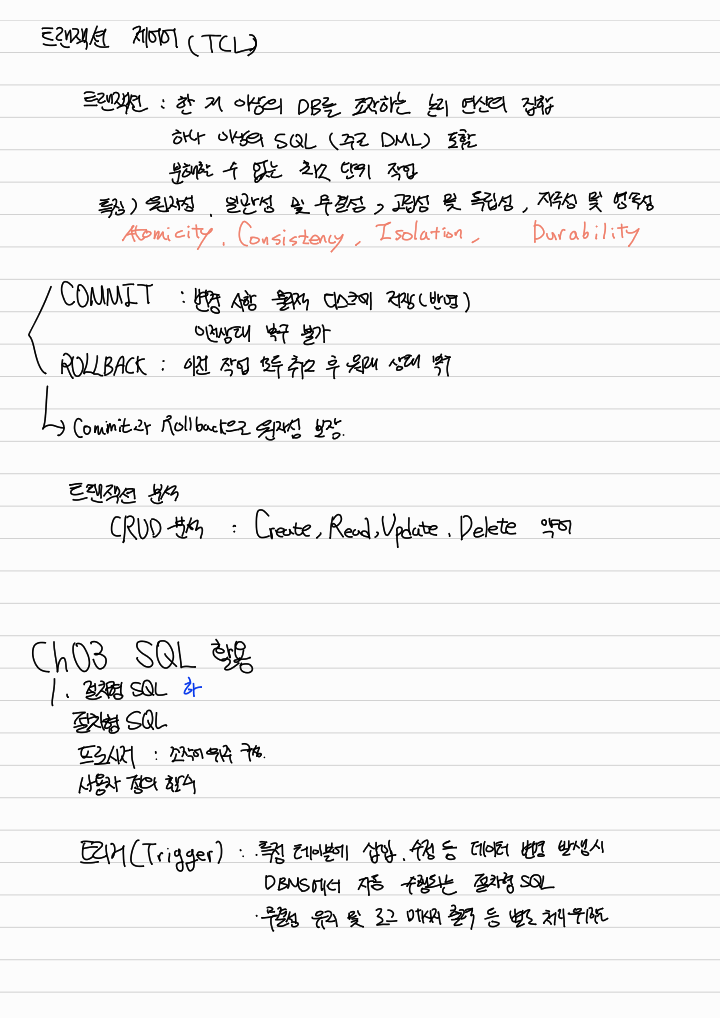 트랜잭션 제어어 (TCL)
트랜잭션 : 한 개 이상의 DB를 조작하는 논리 연산의 집합
하나 이상의 SQL (주로 DML) 포함
분해할 수 없는 최소 단위 작업
특징) 원자성, 일관성 및 무결성, 고립성 및 독립성, 지속성 및 영속성
Atomicity, Consistency, Isolation, Durability
COMMIT : 변경 사항 물리적 디스크에 저장(반영)
이전상태 복구 불가
ROLLBACK : 이전 작업 모두 취소 후 원래 상태 복구
↳ Commit과 Rollback으로 원자성 보장.
트랜잭션 분석
CRUD 분석 : Create, Read, Update, Delete 약어
Ch03 SQL 활용
1. 절차형 SQL 하
절차형 SQL
프로시저 : 조작어 위주 구성.
사용자 정의 함수
트리거(Trigger) : · 특정 테이블에 삽입, 수정 등 데이터 변경 발생시
DBMS에서 자동 수행되는 절차형 SQL
· 무결성 유지 및 로그 메시지 출력 등 별도 처리